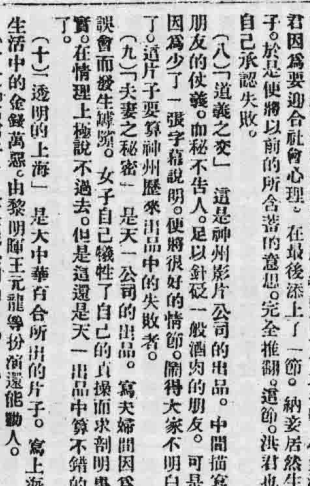 君因爲要迎合社會心理。在最後添上了一節。納妾居然生
子。於是便將以前的所含蓄的意思。完全推翻。這節。洪君也
自己承認失敗。
（八）「道義之交」　這是神州影片公司的出品。中間描寫
朋友的仗義。而秘不吿人。足以針砭一般酒肉的朋友。可是
因爲少了一張字幕說明。便將很好的情節。鬧得大家不明白
了。這片子要算神州歷來出品中的失敗者。
（九）「夫妻之秘密」　是天一公司的出品。寫夫婦間因爲
誤會而發生。女子自己犧牲了自己的貞操而求剖明事
實。在情理上極說不過去。但是這還是天一出品中算不錯的
了。
（十）「透明的上海」　是大中華百合所出的片子。寫上海
生活中的金錢萬惡。由黎明暉王元龍等扮演還能動人。